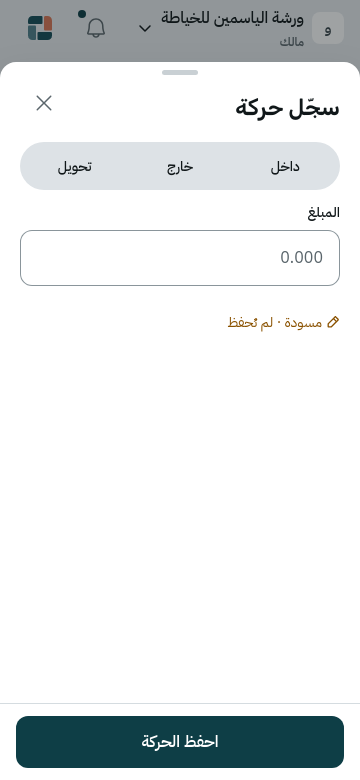 و
ورشة الياسمين للخياطة
مالك
سجّل حركة
داخل
خارج
تحويل
المبلغ
0.000
مسودة · لم تُحفظ
احفظ الحركة